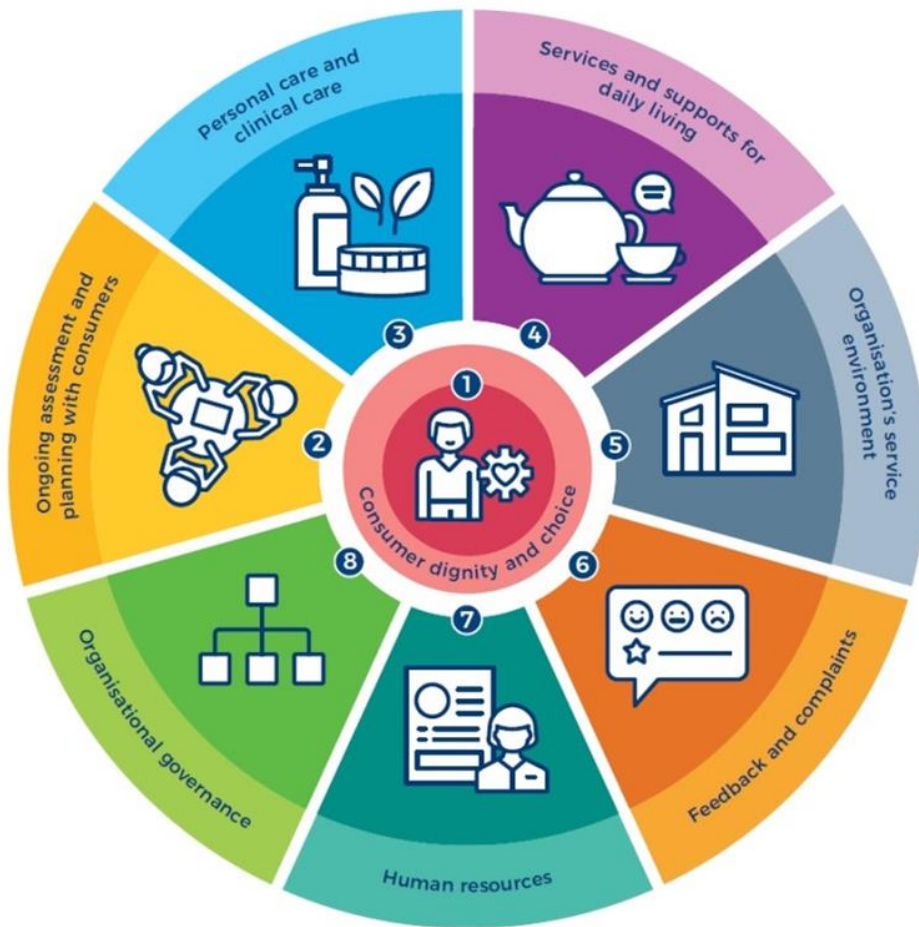 1
Consumer dignity and choice
2
Ongoing assessment and
planning with consumers
3
Personal care and
clinical care
4
Services and supports for
daily living
5
Organisation's service
environment
6
Feedback and complaints
7
Human resources
8
Organisational governance